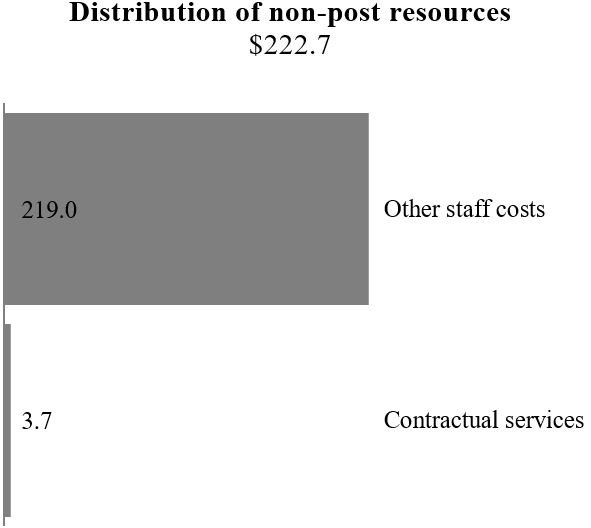 Distribution of non-post resources
$222.7
219.0
Other staff costs
3.7
Contractual services